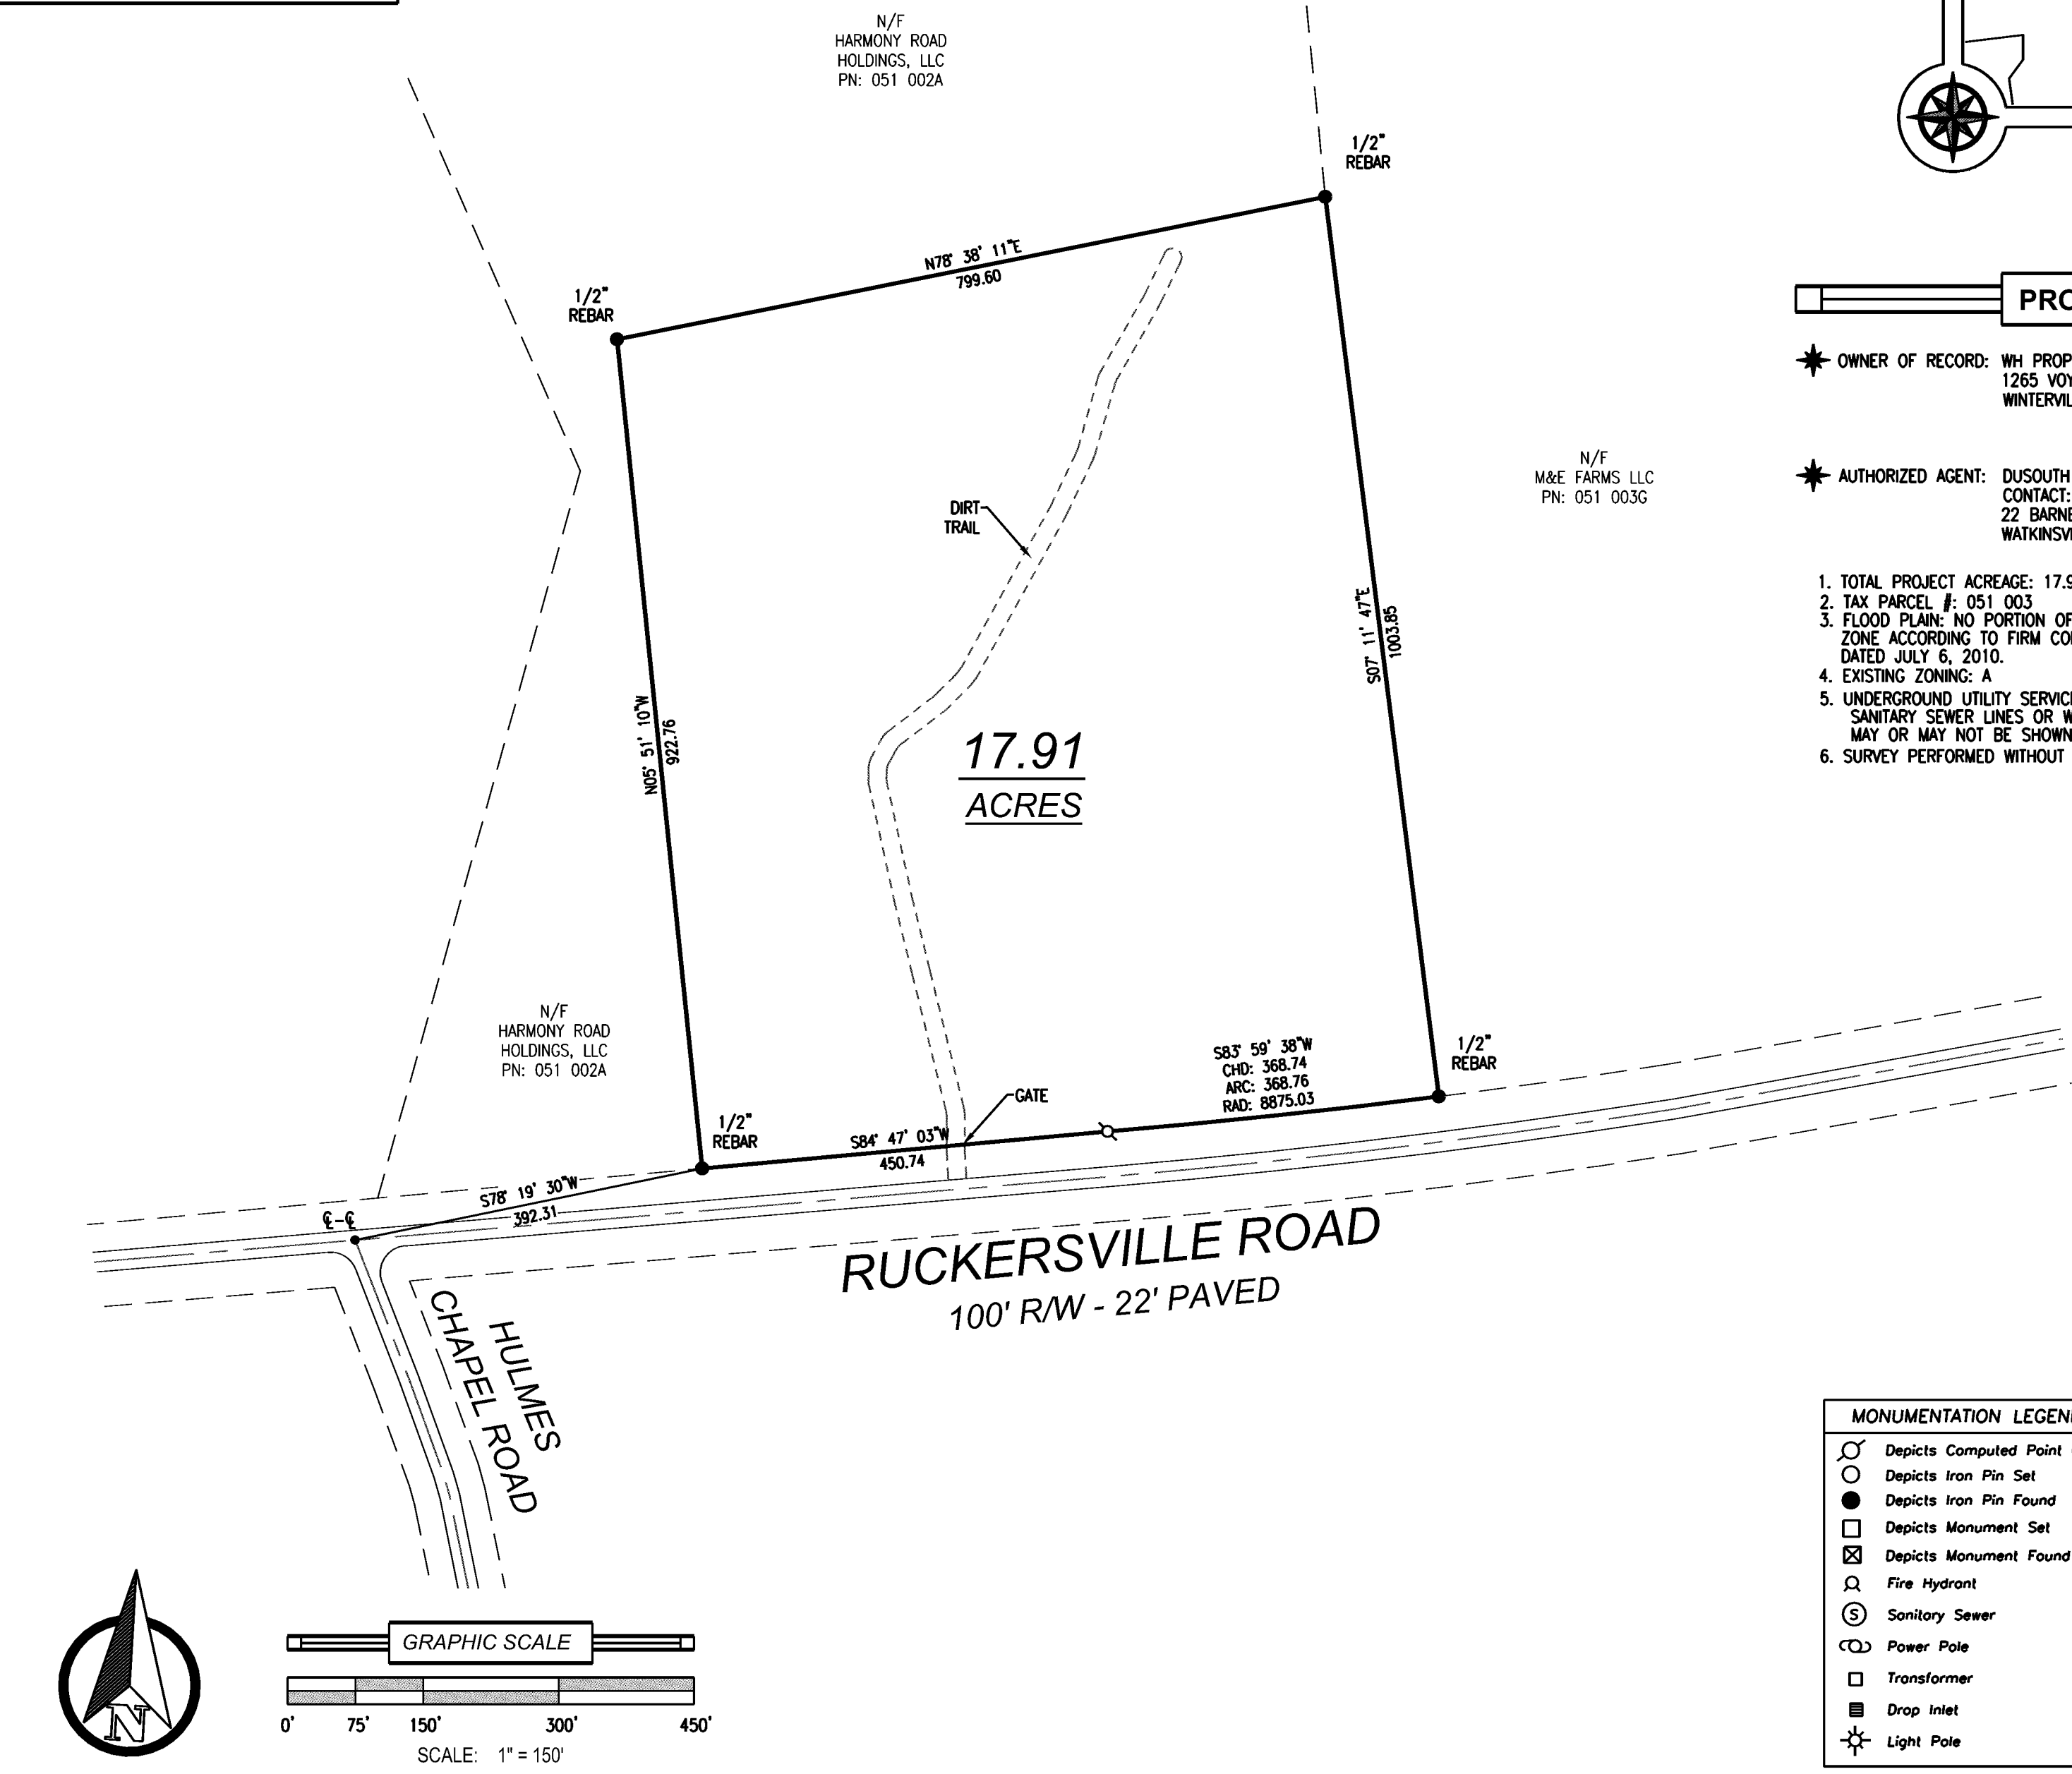 N/F
HARMONY ROAD
HOLDINGS, LLC
PN: 051 002A
1/2"
REBAR
N78° 38' 11"E
799.60
1/2"
REBAR
PRO
OWNER OF RECORD: WH PROP
1265 VOY
WINTERVIL
N/F
M&E FARMS LLC
PN: 051 003G
AUTHORIZED AGENT: DUSOUTH
CONTACT:
22 BARNE
WATKINSV
DIRT
TRAIL
1. TOTAL PROJECT ACREAGE: 17.9
2. TAX PARCEL #: 051 003
3. FLOOD PLAIN: NO PORTION OF
ZONE ACCORDING TO FIRM CO
DATED JULY 6, 2010.
4. EXISTING ZONING: A
5. UNDERGROUND UTILITY SERVIC
SANITARY SEWER LINES OR W
MAY OR MAY NOT BE SHOWN
6. SURVEY PERFORMED WITHOUT
S07° 11' 47"E
1003.85
N05° 51' 10"W
922.76
17.91
ACRES
N/F
HARMONY ROAD
HOLDINGS, LLC
PN: 051 002A
S83° 59' 38"W
CHD: 368.74
ARC: 368.76
RAD: 8875.03
1/2"
REBAR
GATE
1/2"
REBAR
S84° 47' 03"W
450.74
S78° 19' 30"W
392.31
℄-℄
RUCKERSVILLE ROAD
100' R/W - 22' PAVED
HULMES
CHAPEL ROAD
MONUMENTATION LEGEN
Depicts Computed Point
Depicts Iron Pin Set
Depicts Iron Pin Found
Depicts Monument Set
Depicts Monument Found
Fire Hydrant
S Sanitary Sewer
Power Pole
Transformer
Drop Inlet
Light Pole
N
GRAPHIC SCALE
0' 75' 150' 300' 450'
SCALE: 1" = 150'